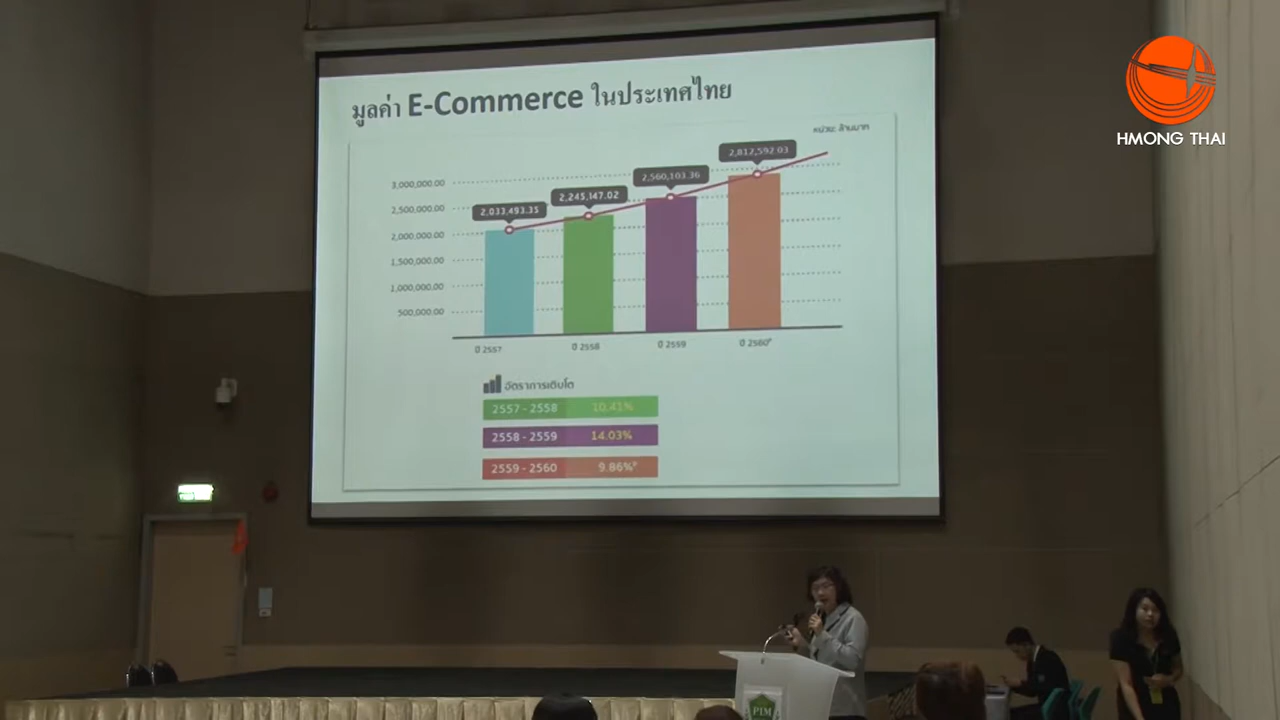 มูลค่า E-Commerce ในประเทศไทย
หน่วย: ล้านบาท
3,000,000.00
2,500,000.00
2,000,000.00
1,500,000.00
1,000,000.00
500,000.00
2,033,493.35
2,245,147.02
2,560,103.36
2,812,592.03
ปี 2557
ปี 2558
ปี 2559
ปี 2560ᴾ
อัตราการเติบโต
2557 - 2558 10.41%
2558 - 2559 14.03%
2559 - 2560 9.86%ᴾ
HMONG THAI
PIM